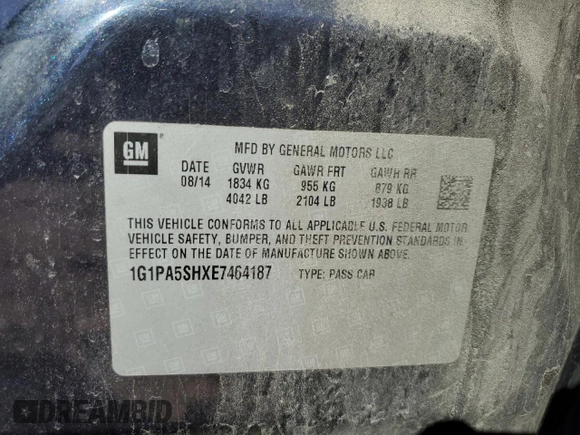 GM
MFD BY GENERAL MOTORS LLC
DATE GVWR GAWR FRT GAWR RR
08/14 1834 KG 955 KG 879 KG
4042 LB 2104 LB 1938 LB
THIS VEHICLE CONFORMS TO ALL APPLICABLE U.S. FEDERAL MOTOR
VEHICLE SAFETY, BUMPER, AND THEFT PREVENTION STANDARDS IN
EFFECT ON THE DATE OF MANUFACTURE SHOWN ABOVE.
1G1PA5SHXE7464187 TYPE: PASS CAR
DREAMBID